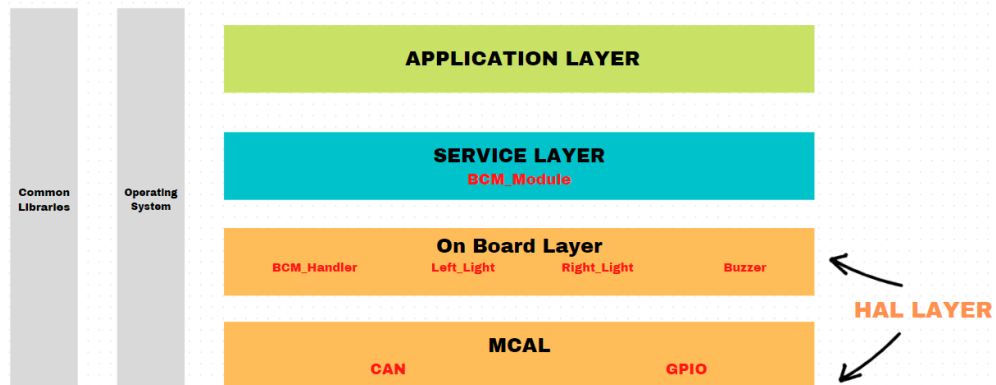 APPLICATION LAYER
SERVICE LAYER
BCM_Module
Common
Libraries
Operating
System
On Board Layer
BCM_Handler Left_Light Right_Light Buzzer
HAL LAYER
MCAL
CAN GPIO